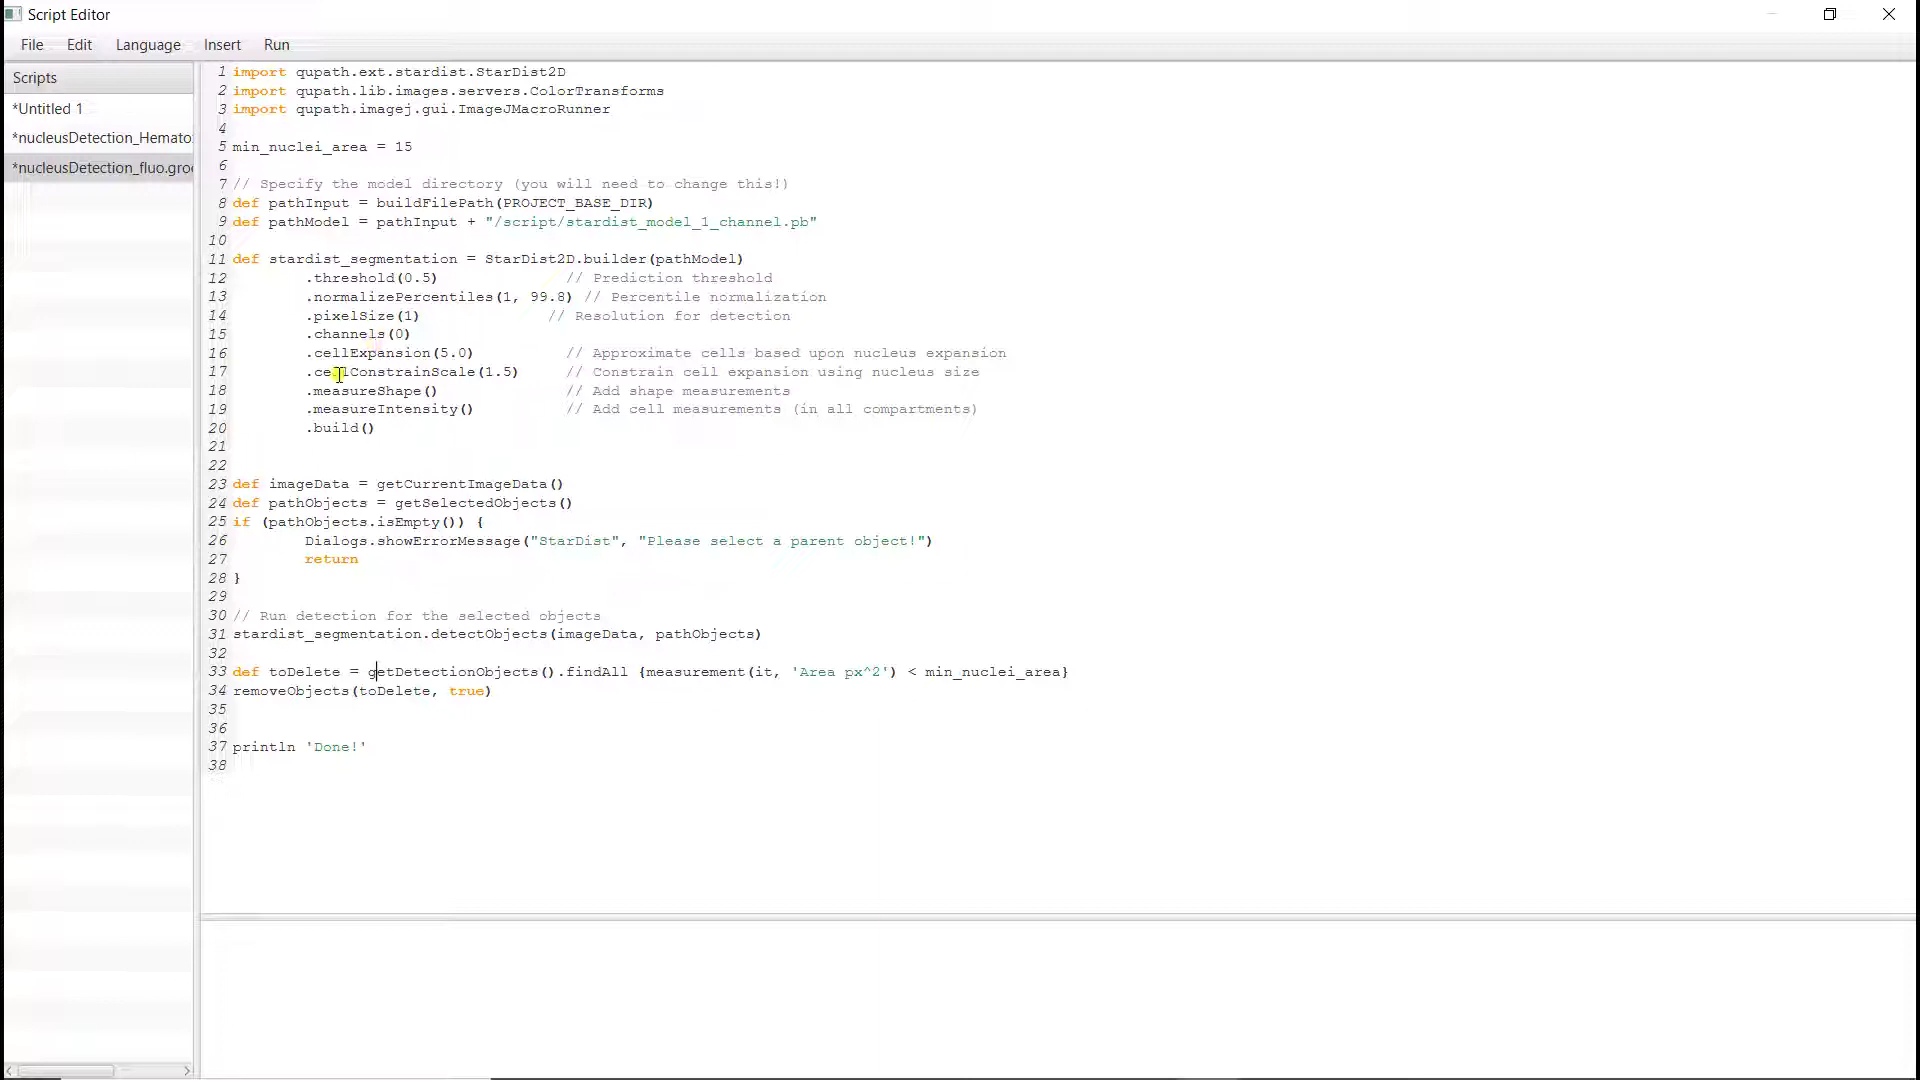 Script Editor
File Edit Language Insert Run
Scripts
*Untitled 1
*nucleusDetection_Hemato
*nucleusDetection_fluo.gro
1 import qupath.ext.stardist.StarDist2D
2 import qupath.lib.images.servers.ColorTransforms
3 import qupath.imagej.gui.ImageJMacroRunner
4
5 min_nuclei_area = 15
6
7 // Specify the model directory (you will need to change this!)
8 def pathInput = buildFilePath(PROJECT_BASE_DIR)
9 def pathModel = pathInput + "/script/stardist_model_1_channel.pb"
10
11 def stardist_segmentation = StarDist2D.builder(pathModel)
12 .threshold(0.5) // Prediction threshold
13 .normalizePercentiles(1, 99.8) // Percentile normalization
14 .pixelSize(1) // Resolution for detection
15 .channels(0)
16 .cellExpansion(5.0) // Approximate cells based upon nucleus expansion
17 .cellConstrainScale(1.5) // Constrain cell expansion using nucleus size
18 .measureShape() // Add shape measurements
19 .measureIntensity() // Add cell measurements (in all compartments)
20 .build()
21
22
23 def imageData = getCurrentImageData()
24 def pathObjects = getSelectedObjects()
25 if (pathObjects.isEmpty()) {
26 Dialogs.showErrorMessage("StarDist", "Please select a parent object!")
27 return
28 }
29
30 // Run detection for the selected objects
31 stardist_segmentation.detectObjects(imageData, pathObjects)
32
33 def toDelete = getDetectionObjects().findAll {measurement(it, 'Area px^2') < min_nuclei_area}
34 removeObjects(toDelete, true)
35
36
37 println 'Done!'
38